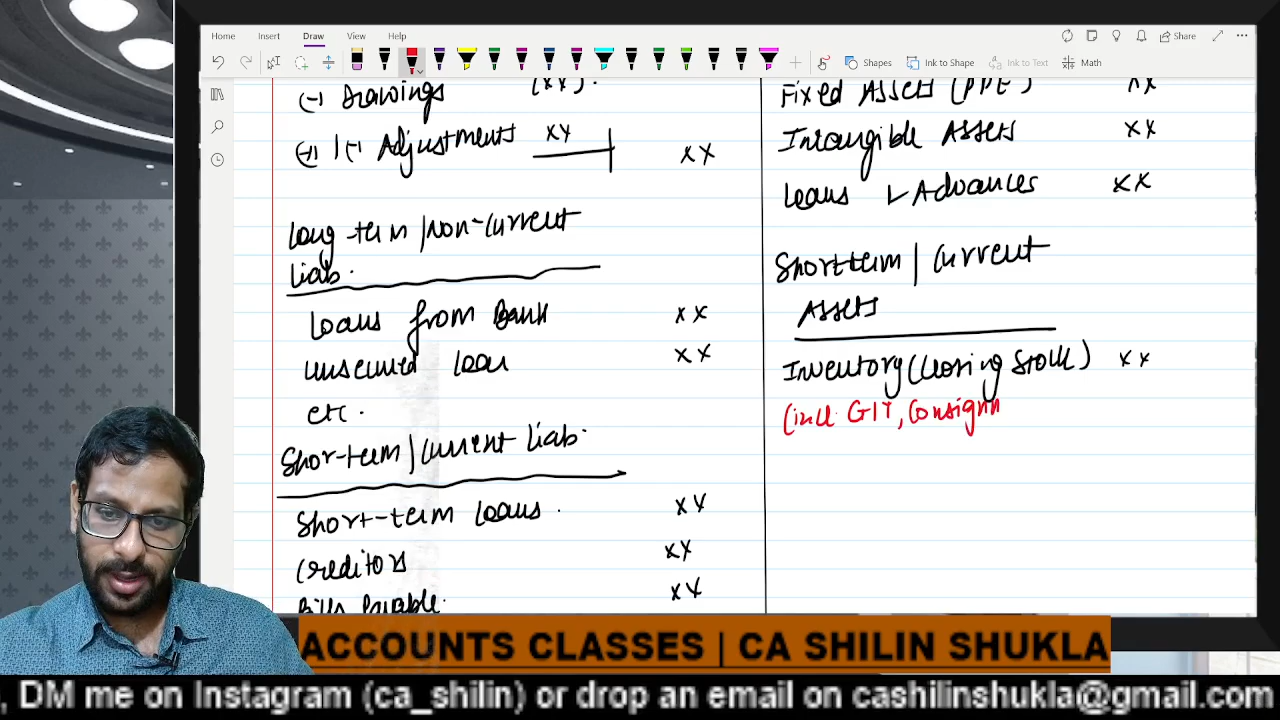 Home Insert Draw View Help
Share
Shapes Ink to Shape Ink to Text Math
(-) Drawings (xx).
(+) | (-) Adjustments xx xx
Long-term | Non-current
Liab.
Loans from Bank xx
unsecured loan xx
etc.
Short-term | Current Liab.
Short-term Loans. xx
Creditors xx
Bills Payable. xx
Fixed Assets (PPE) xx
Intangible Assets xx
Loans & Advances xx
Short-term | Current
Assets
Inventory (Closing Stock) xx
(incl. GIT, Consignm
ACCOUNTS CLASSES | CA SHILIN SHUKLA
, DM me on Instagram (ca_shilin) or drop an email on cashilinshukla@gmail.com